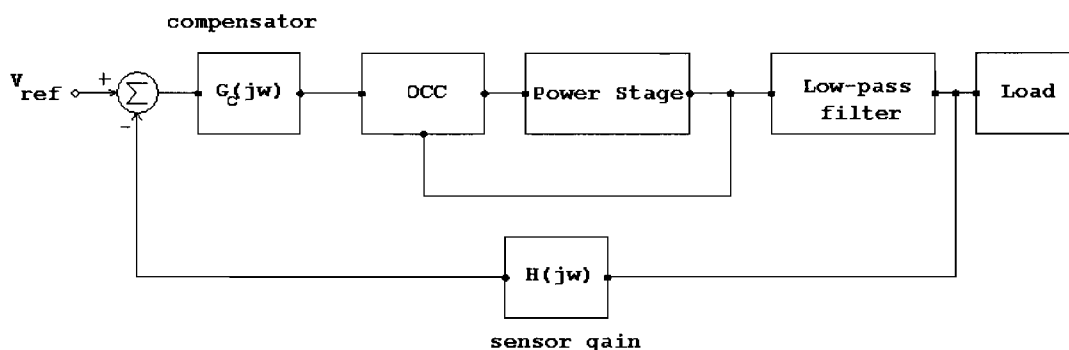 compensator
V
ref
+
-
Σ
G
C
(jw)
OCC
Power Stage
Low-pass
filter
Load
H(jw)
sensor gain